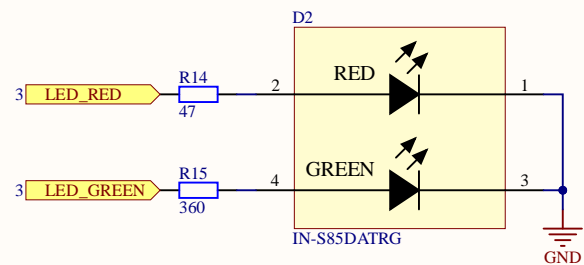 D2
R14
2
RED
1
3
LED_RED
47
R15
4
GREEN
3
3
LED_GREEN
360
IN-S85DATRG
GND